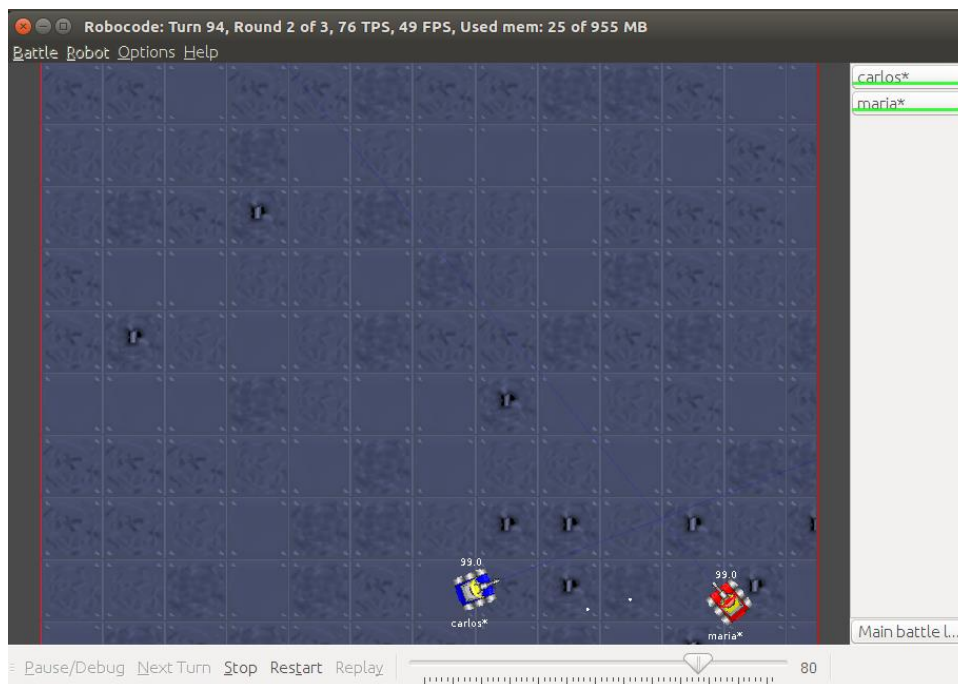 Robocode: Turn 94, Round 2 of 3, 76 TPS, 49 FPS, Used mem: 25 of 955 MB
Battle Robot Options Help
carlos*
maria*
99.0
carlos*
99.0
maria*
Main battle l...
Pause/Debug Next Turn Stop Restart Replay 80